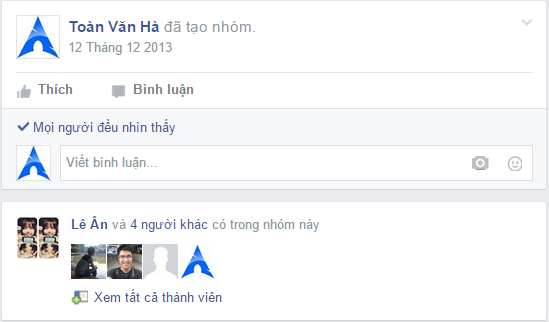 Toàn Văn Hà đã tạo nhóm.
12 Tháng 12 2013
Thích Bình luận
Mọi người đều nhìn thấy
Viết bình luận...
Lê Ân và 4 người khác có trong nhóm này
Xem tất cả thành viên